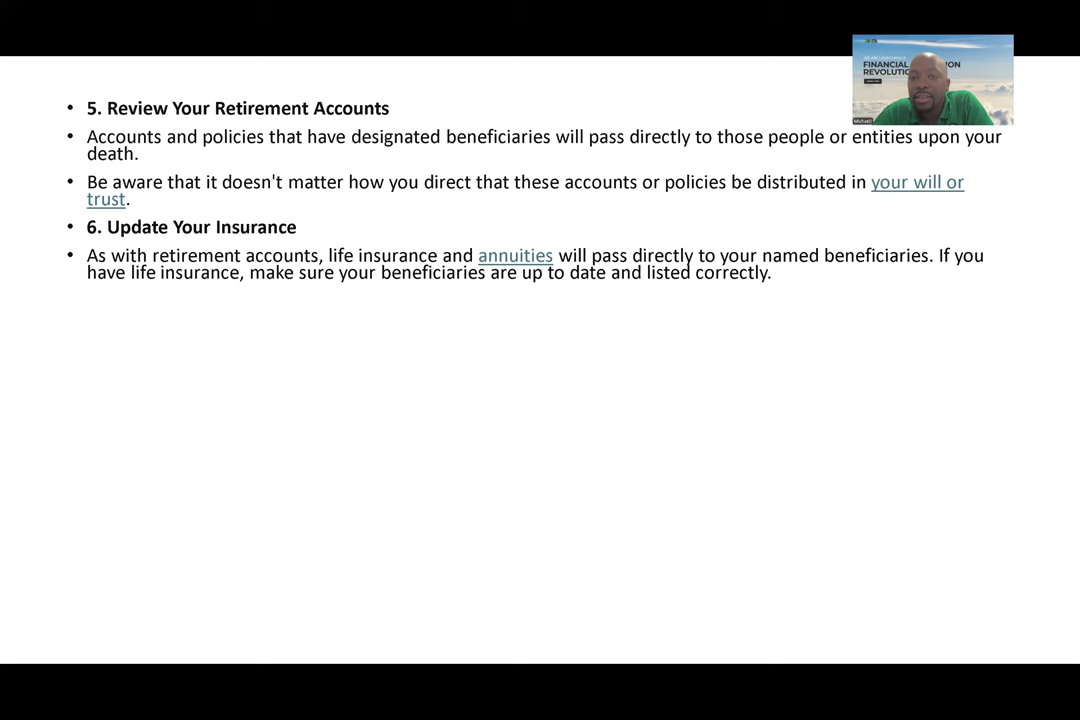 FINANCIAL
ION
REVOLUTIO
• 5. Review Your Retirement Accounts
• Accounts and policies that have designated beneficiaries will pass directly to those people or entities upon your
death.
• Be aware that it doesn't matter how you direct that these accounts or policies be distributed in your will or
trust.
• 6. Update Your Insurance
• As with retirement accounts, life insurance and annuities will pass directly to your named beneficiaries. If you
have life insurance, make sure your beneficiaries are up to date and listed correctly.